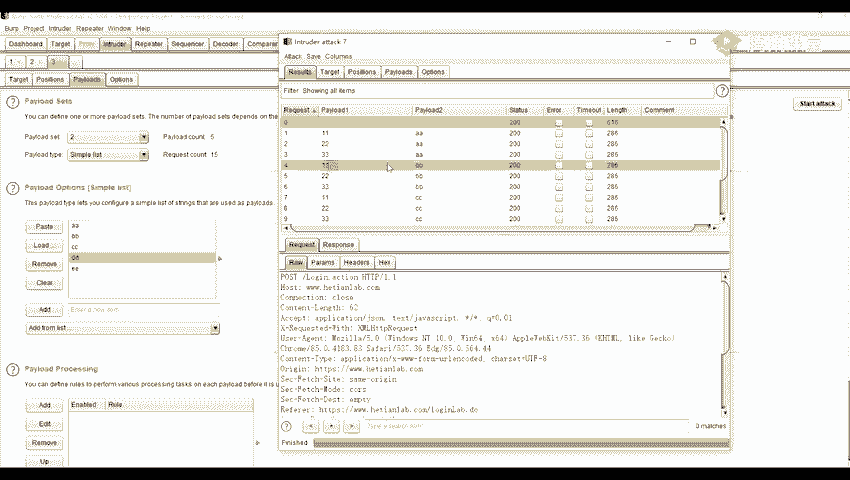 Burp Project Intruder Repeater Window Help
Dashboard Target Proxy Intruder Repeater Sequencer Decoder Comparer
1 2 3 ...
Target Positions Payloads Options
Payload Sets
You can define one or more payload sets. The number of payload sets depends on the
Payload set: 2 Payload count: 5
Payload type: Simple list Request count: 15
Payload Options [Simple list]
This payload type lets you configure a simple list of strings that are used as payloads.
Paste
Load ...
Remove
Clear
aa
bb
cc
dd
ee
Add Enter a new item
Add from list ...
Payload Processing
You can define rules to perform various processing tasks on each payload before it is u
Add Enabled Rule
Edit
Remove
Up
Start attack
Intruder attack 7
Attack Save Columns
Results Target Positions Payloads Options
Filter: Showing all items
Request Payload1 Payload2 Status Error Timeout Length Comment
0 200 616
1 11 aa 200 286
2 22 aa 200 286
3 33 aa 200 286
4 bb 200 286
5 22 bb 200 286
6 33 bb 200 286
7 11 cc 200 286
8 22 cc 200 286
9 33 cc 200 286
Request Response
Raw Params Headers Hex
POST /Login.action HTTP/1.1
Host: www.hetianlab.com
Connection: close
Content-Length: 62
Accept: application/json, text/javascript, */*; q=0.01
X-Requested-With: XMLHttpRequest
User-Agent: Mozilla/5.0 (Windows NT 10.0; Win64; x64) AppleWebKit/537.36 (KHTML, like Gecko)
Chrome/85.0.4183.83 Safari/537.36 Edg/85.0.564.44
Content-Type: application/x-www-form-urlencoded; charset=UTF-8
Origin: https://www.hetianlab.com
Sec-Fetch-Site: same-origin
Sec-Fetch-Mode: cors
Sec-Fetch-Dest: empty
Referer: https://www.hetianlab.com/loginLab.do
Type a search term 0 matches
Finished